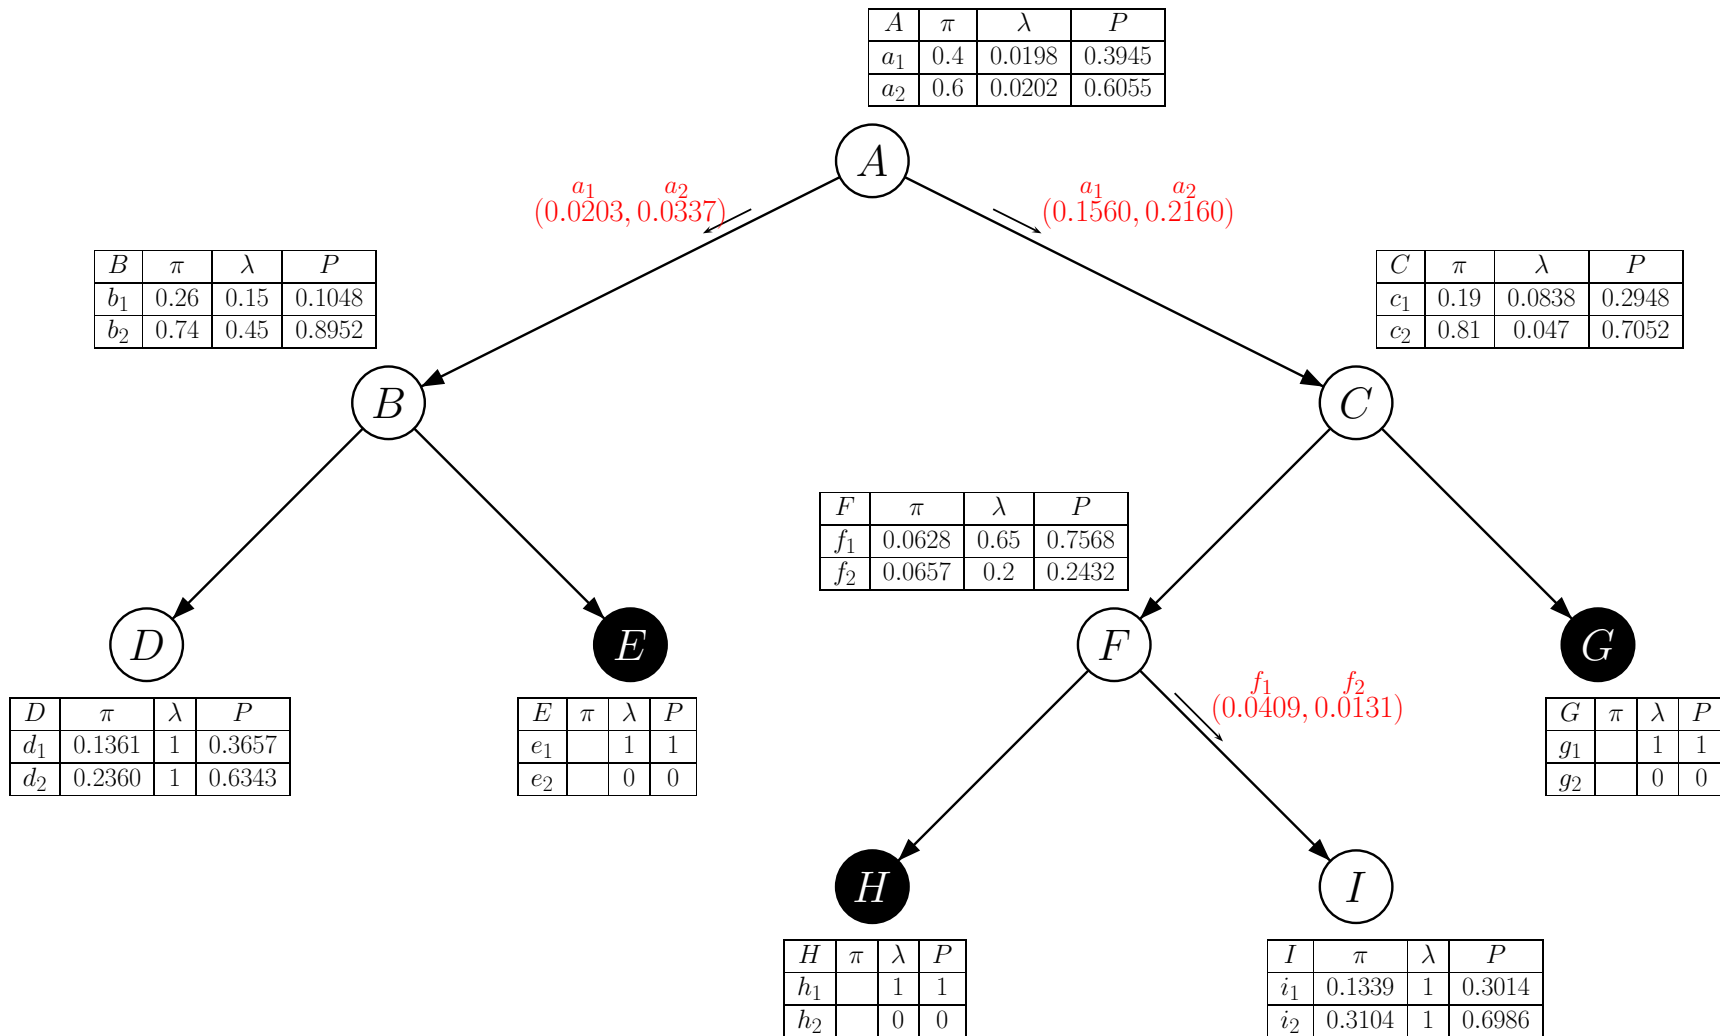 A π λ P
a₁ 0.4 0.0198 0.3945
a₂ 0.6 0.0202 0.6055
A
a₁ a₂
(0.0203, 0.0337)
a₁ a₂
(0.1560, 0.2160)
B π λ P
b₁ 0.26 0.15 0.1048
b₂ 0.74 0.45 0.8952
C π λ P
c₁ 0.19 0.0838 0.2948
c₂ 0.81 0.047 0.7052
B
C
F π λ P
f₁ 0.0628 0.65 0.7568
f₂ 0.0657 0.2 0.2432
D
E
F
G
f₁ f₂
(0.0409, 0.0131)
D π λ P
d₁ 0.1361 1 0.3657
d₂ 0.2360 1 0.6343
E π λ P
e₁ 1 1
e₂ 0 0
G π λ P
g₁ 1 1
g₂ 0 0
H
I
H π λ P
h₁ 1 1
h₂ 0 0
I π λ P
i₁ 0.1339 1 0.3014
i₂ 0.3104 1 0.6986